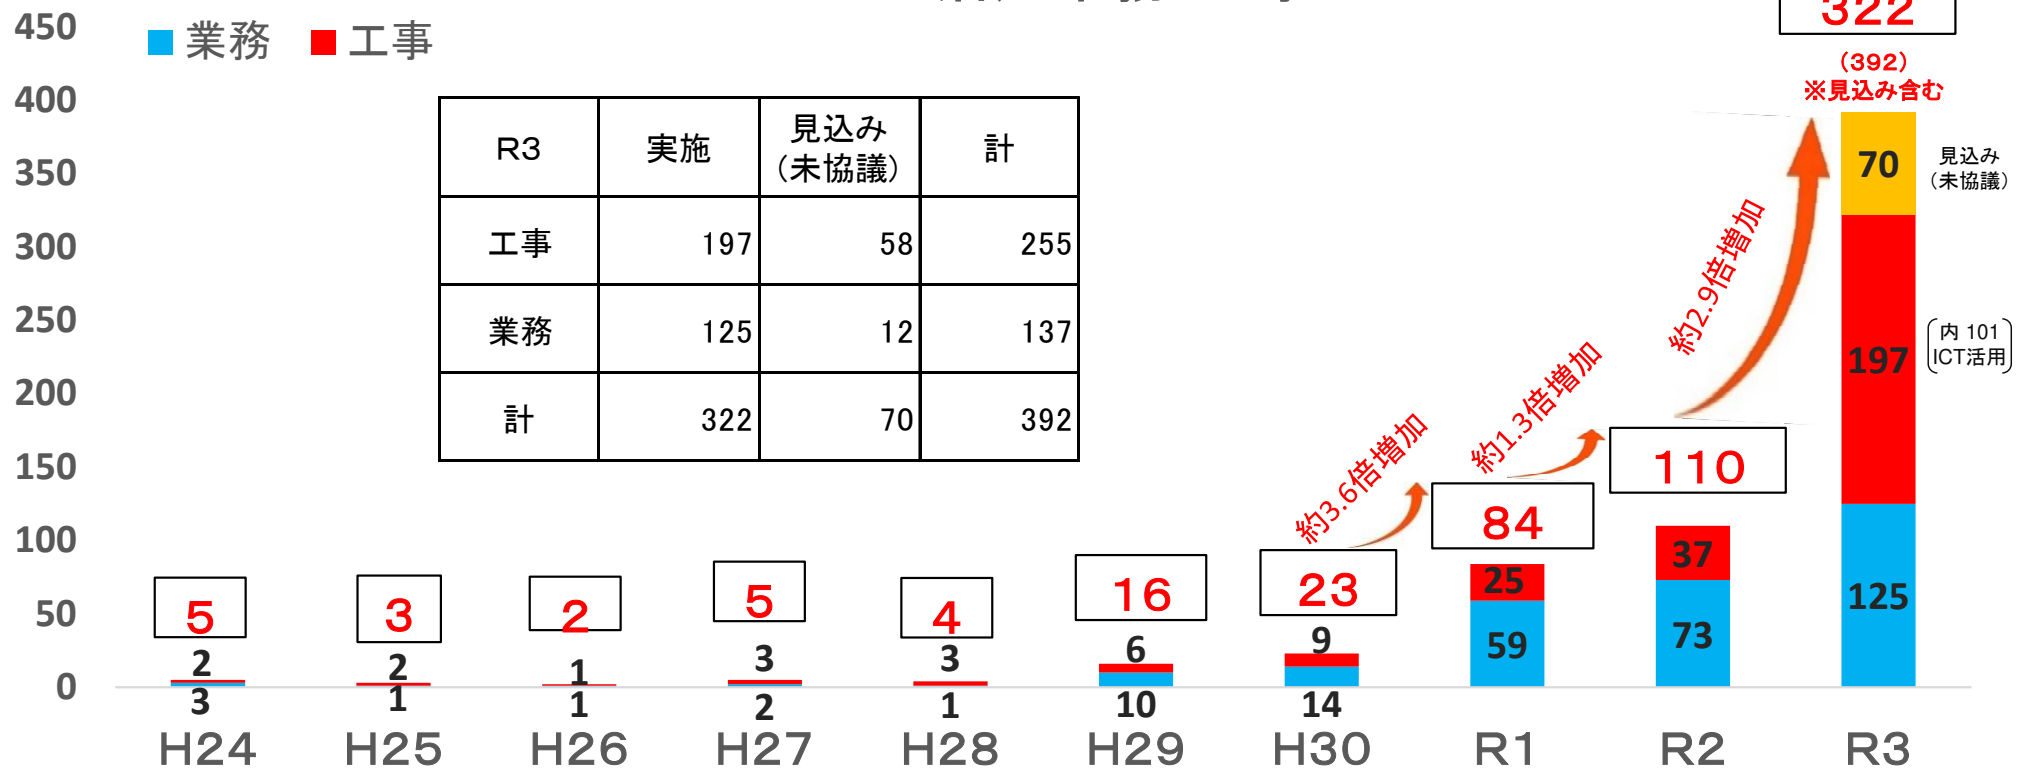 450
400
350
300
250
200
150
100
50
0
業務 工事
R3 実施 見込み(未協議) 計
工事 197 58 255
業務 125 12 137
計 322 70 392
322
(392)
※見込み含む
70
見込み
(未協議)
197
内 101
ICT活用
125
約2.9倍増加
約1.3倍増加
約3.6倍増加
5 3 2 5 4 16 23 84 110
2 2 1 3 3 6 9 25 37
3 1 1 2 1 10 14 59 73
H24 H25 H26 H27 H28 H29 H30 R1 R2 R3